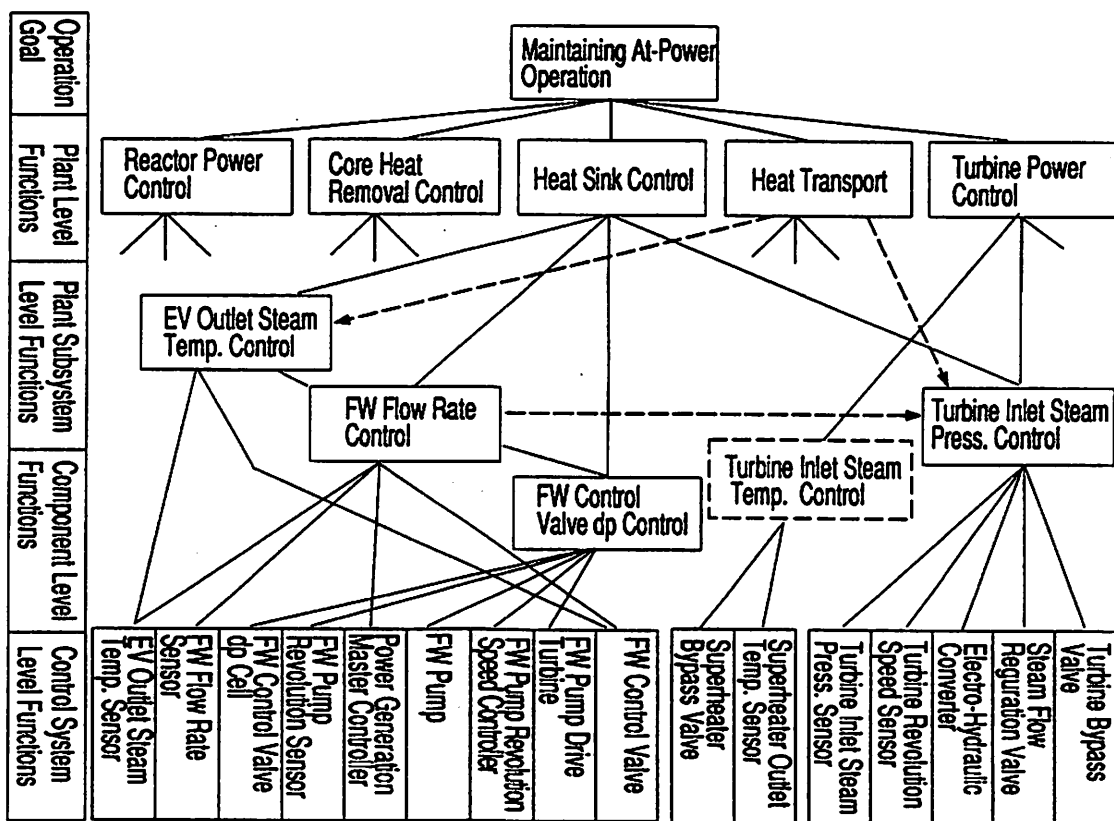 Operation
Goal
Maintaining At-Power
Operation
Plant Level
Functions
Reactor Power
Control
Core Heat
Removal Control
Heat Sink Control
Heat Transport
Turbine Power
Control
Plant Subsystem
Level Functions
EV Outlet Steam
Temp. Control
FW Flow Rate
Control
Turbine Inlet Steam
Press. Control
Component Level
Functions
Turbine Inlet Steam
Temp. Control
FW Control
Valve dp Control
Control System
Level Functions
EV Outlet Steam
Temp. Sensor
FW Flow Rate
Sensor
FW Control Valve
dp Cell
FW Pump
Revolution Sensor
Power Generation
Master Controller
FW Pump
FW Pump Revolution
Speed Controller
FW Pump Drive
Turbine
FW Control Valve
Superheater
Bypass Valve
Superheater Outlet
Temp. Sensor
Turbine Inlet Steam
Press. Sensor
Turbine Revolution
Speed Sensor
Electro-Hydraulic
Converter
Steam Flow
Reguration Valve
Turbine Bypass
Valve